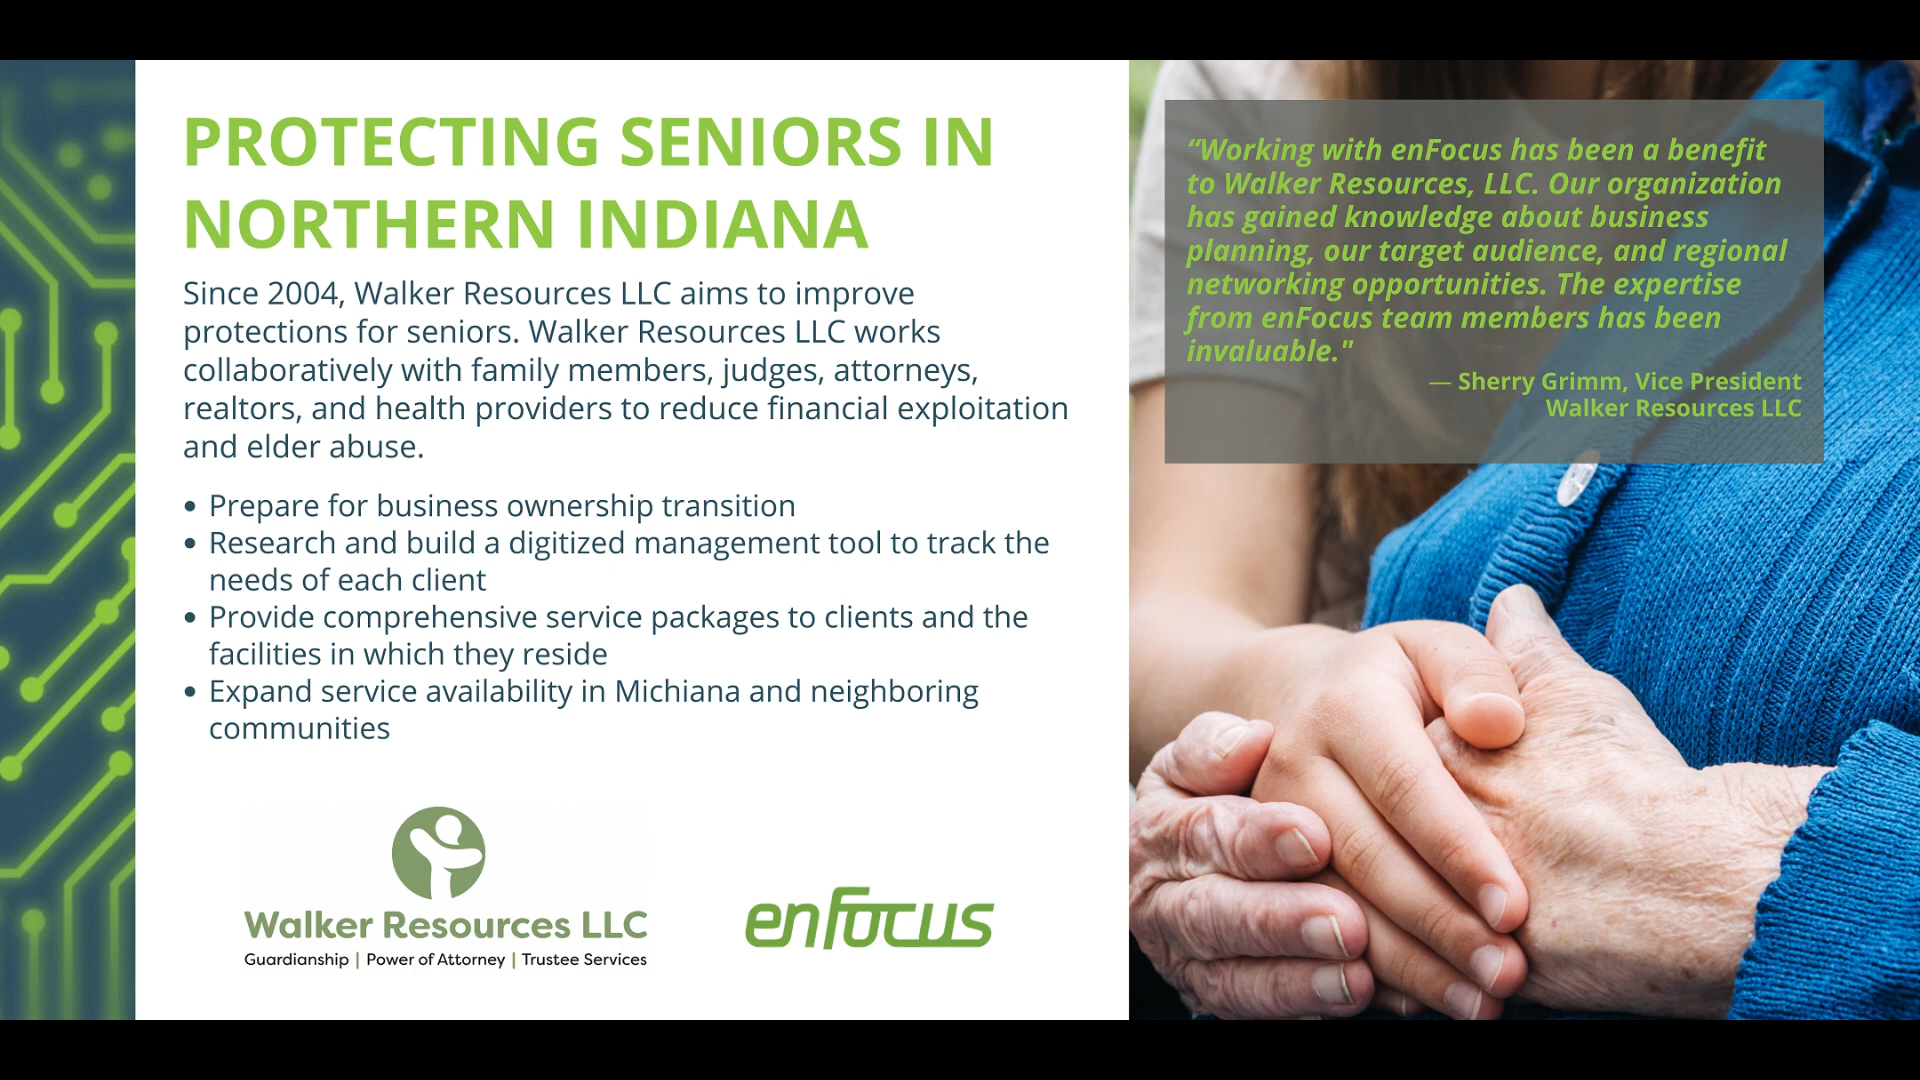 PROTECTING SENIORS IN
NORTHERN INDIANA
Since 2004, Walker Resources LLC aims to improve
protections for seniors. Walker Resources LLC works
collaboratively with family members, judges, attorneys,
realtors, and health providers to reduce financial exploitation
and elder abuse.
• Prepare for business ownership transition
• Research and build a digitized management tool to track the
needs of each client
• Provide comprehensive service packages to clients and the
facilities in which they reside
• Expand service availability in Michiana and neighboring
communities
Walker Resources LLC
Guardianship | Power of Attorney | Trustee Services
enFocus
“Working with enFocus has been a benefit
to Walker Resources, LLC. Our organization
has gained knowledge about business
planning, our target audience, and regional
networking opportunities. The expertise
from enFocus team members has been
invaluable."
— Sherry Grimm, Vice President
Walker Resources LLC